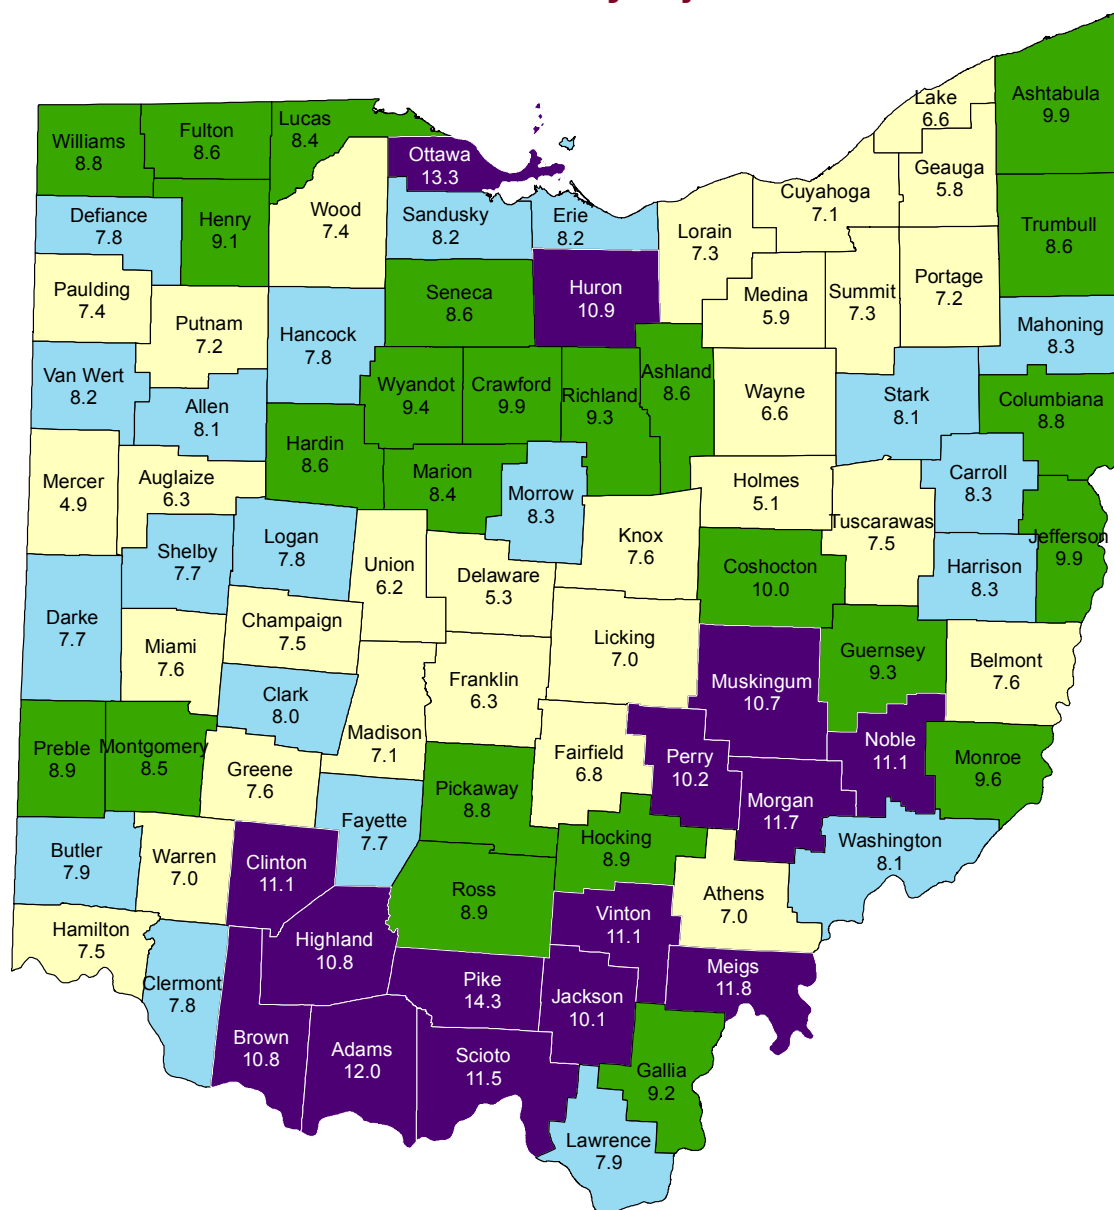 Lake
6.6
Ashtabula
9.9
Williams
8.8
Fulton
8.6
Lucas
8.4
Ottawa
13.3
Geauga
5.8
Cuyahoga
7.1
Defiance
7.8
Henry
9.1
Wood
7.4
Sandusky
8.2
Erie
8.2
Lorain
7.3
Trumbull
8.6
Paulding
7.4
Putnam
7.2
Hancock
7.8
Seneca
8.6
Huron
10.9
Medina
5.9
Summit
7.3
Portage
7.2
Mahoning
8.3
Van Wert
8.2
Allen
8.1
Wyandot
9.4
Crawford
9.9
Richland
9.3
Ashland
8.6
Wayne
6.6
Stark
8.1
Columbiana
8.8
Mercer
4.9
Auglaize
6.3
Hardin
8.6
Marion
8.4
Morrow
8.3
Holmes
5.1
Carroll
8.3
Tuscarawas
7.5
Jefferson
9.9
Shelby
7.7
Logan
7.8
Union
6.2
Delaware
5.3
Knox
7.6
Coshocton
10.0
Harrison
8.3
Darke
7.7
Miami
7.6
Champaign
7.5
Licking
7.0
Guernsey
9.3
Belmont
7.6
Clark
8.0
Franklin
6.3
Muskingum
10.7
Preble
8.9
Montgomery
8.5
Greene
7.6
Madison
7.1
Fairfield
6.8
Perry
10.2
Noble
11.1
Monroe
9.6
Pickaway
8.8
Morgan
11.7
Butler
7.9
Warren
7.0
Clinton
11.1
Fayette
7.7
Hocking
8.9
Washington
8.1
Ross
8.9
Athens
7.0
Hamilton
7.5
Highland
10.8
Vinton
11.1
Clermont
7.8
Pike
14.3
Jackson
10.1
Meigs
11.8
Brown
10.8
Adams
12.0
Scioto
11.5
Gallia
9.2
Lawrence
7.9